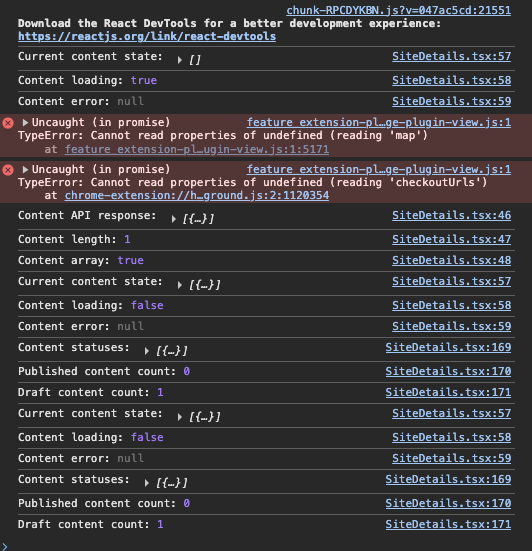 chunk-RPCDYKBN.js?v=047ac5cd:21551
Download the React DevTools for a better development experience:
https://reactjs.org/link/react-devtools
Current content state: ▶ [] SiteDetails.tsx:57
Content loading: true SiteDetails.tsx:58
Content error: null SiteDetails.tsx:59
▶Uncaught (in promise) feature extension-pl…ge-plugin-view.js:1
TypeError: Cannot read properties of undefined (reading 'map')
at feature extension-pl…ugin-view.js:1:5171
▶Uncaught (in promise) feature extension-pl…ge-plugin-view.js:1
TypeError: Cannot read properties of undefined (reading 'checkoutUrls')
at chrome-extension://h…ground.js:2:1120354
Content API response: ▶ [{…}] SiteDetails.tsx:46
Content length: 1 SiteDetails.tsx:47
Content array: true SiteDetails.tsx:48
Current content state: ▶ [{…}] SiteDetails.tsx:57
Content loading: false SiteDetails.tsx:58
Content error: null SiteDetails.tsx:59
Content statuses: ▶ [{…}] SiteDetails.tsx:169
Published content count: 0 SiteDetails.tsx:170
Draft content count: 1 SiteDetails.tsx:171
Current content state: ▶ [{…}] SiteDetails.tsx:57
Content loading: false SiteDetails.tsx:58
Content error: null SiteDetails.tsx:59
Content statuses: ▶ [{…}] SiteDetails.tsx:169
Published content count: 0 SiteDetails.tsx:170
Draft content count: 1 SiteDetails.tsx:171